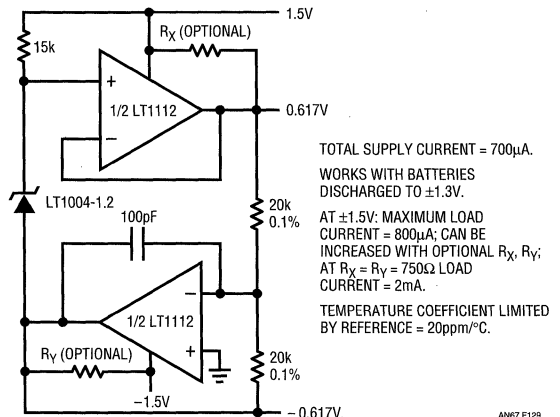 1.5V
Rₓ (OPTIONAL)
15k
+
1/2 LT1112
−
0.617V
LT1004-1.2
20k
0.1%
100pF
−
1/2 LT1112
+
R_Y (OPTIONAL)
20k
0.1%
−1.5V
−0.617V
TOTAL SUPPLY CURRENT = 700µA.
WORKS WITH BATTERIES
DISCHARGED TO ±1.3V.
AT ±1.5V: MAXIMUM LOAD
CURRENT = 800µA; CAN BE
INCREASED WITH OPTIONAL Rₓ, R_Y;
AT Rₓ = R_Y = 750Ω LOAD
CURRENT = 2mA.
TEMPERATURE COEFFICIENT LIMITED
BY REFERENCE = 20ppm/°C.
AN67 F129